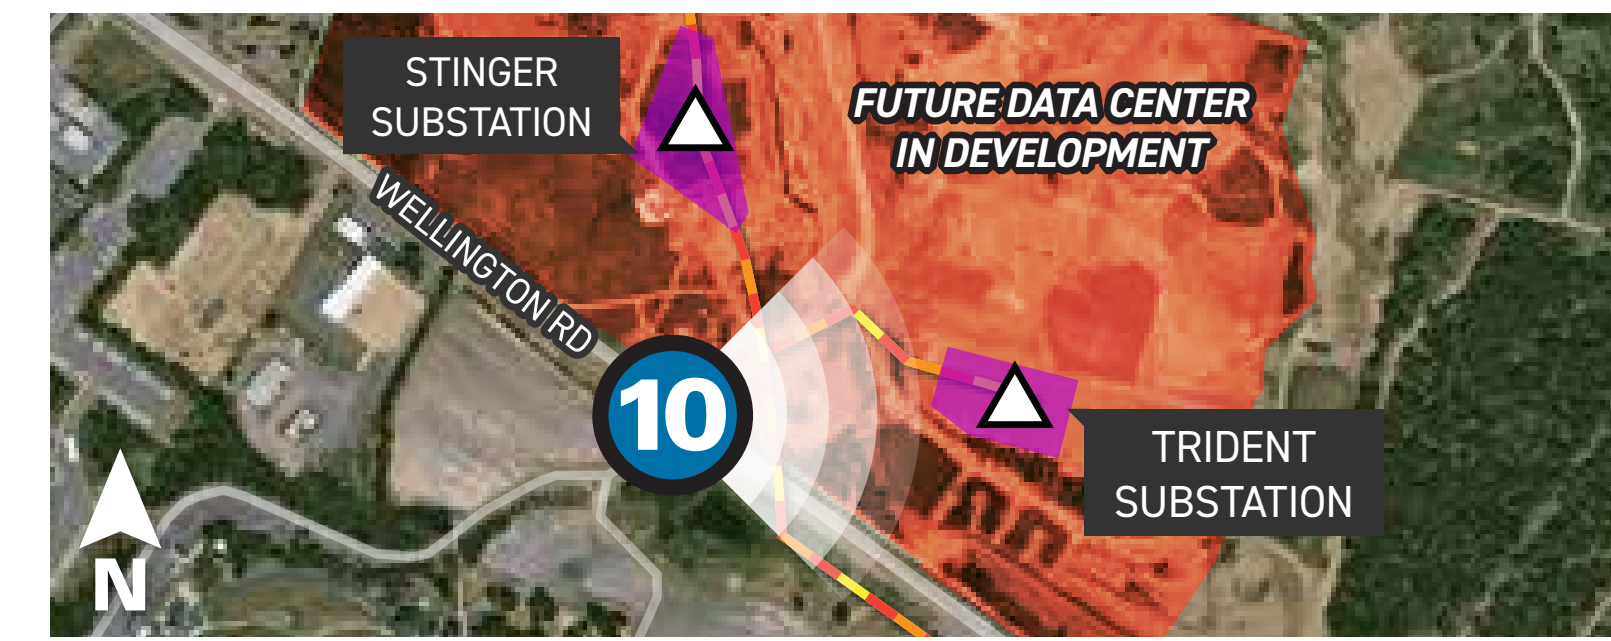 STINGER
SUBSTATION
FUTURE DATA CENTER
IN DEVELOPMENT
WELLINGTON RD
10
TRIDENT
SUBSTATION
N